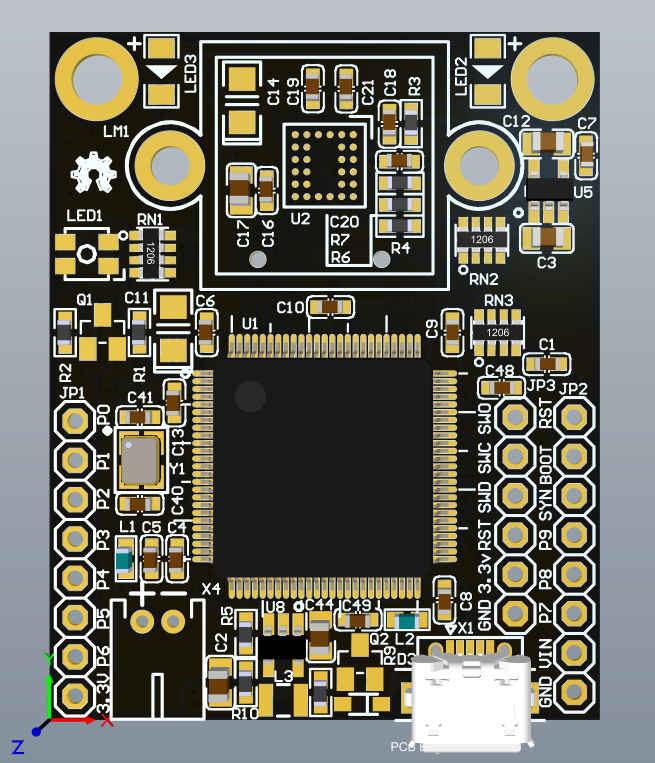 LED3
LED2
LM1
C14
C19
C21
C18
R3
C12
C7
U5
C3
LED1
RN1
1206
C17
C16
U2
C20
R7
R6
R4
1206
RN2
Q1
C11
C6
C10
U1
C9
RN3
1206
C1
R2
R1
C48
JP1
JP3
JP2
C41
C13
Y1
C40
L1
C5
C4
P0
P1
P2
P3
P4
P5
P6
3.3V
SWO
SWC
SWD
RST
3.3V
GND
RST
BOOT
SYN
P9
P8
P7
VIN
GND
X4
R5
U8
C44
C49
C8
X1
C2
Q2
L2
R9
D3
L3
R10
PCB
Y
X
Z